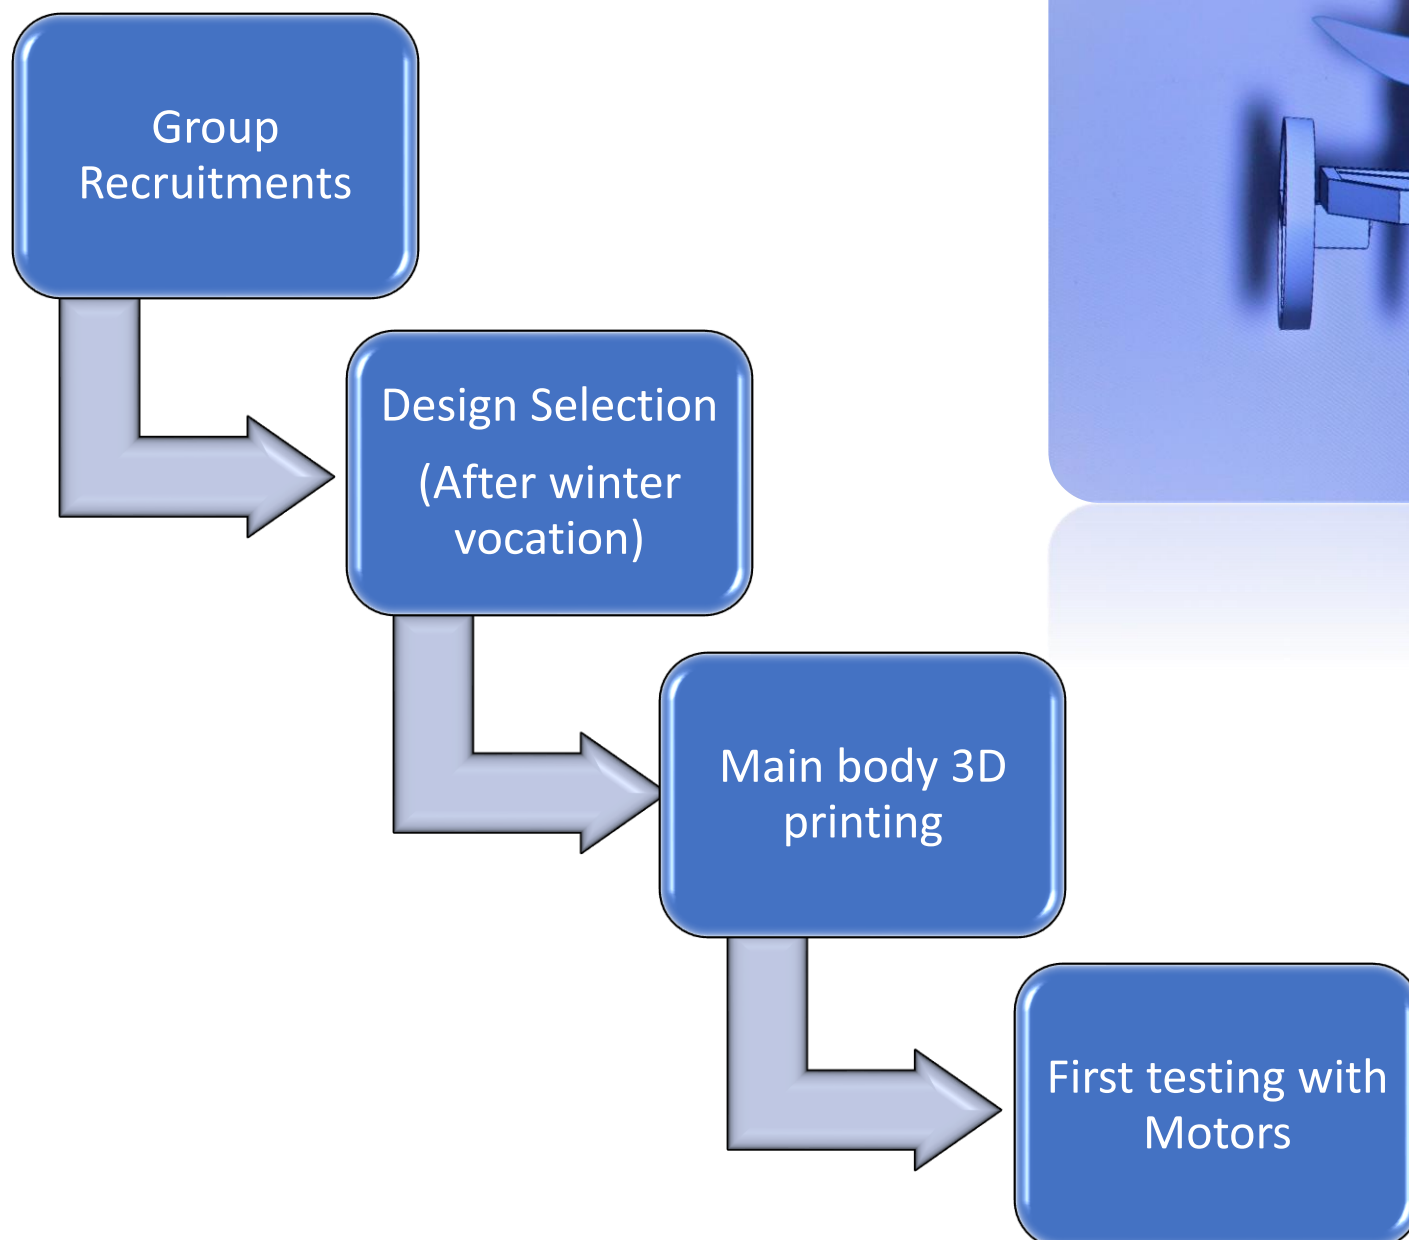 Group
Recruitments
Design Selection
(After winter
vocation)
Main body 3D
printing
First testing with
Motors